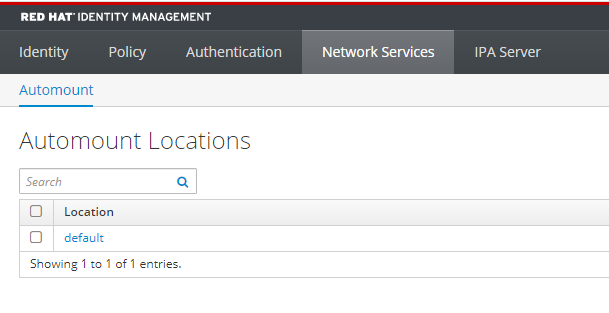 RED HAT® IDENTITY MANAGEMENT
Identity Policy Authentication Network Services IPA Server
Automount
Automount Locations
Search
Location
default
Showing 1 to 1 of 1 entries.